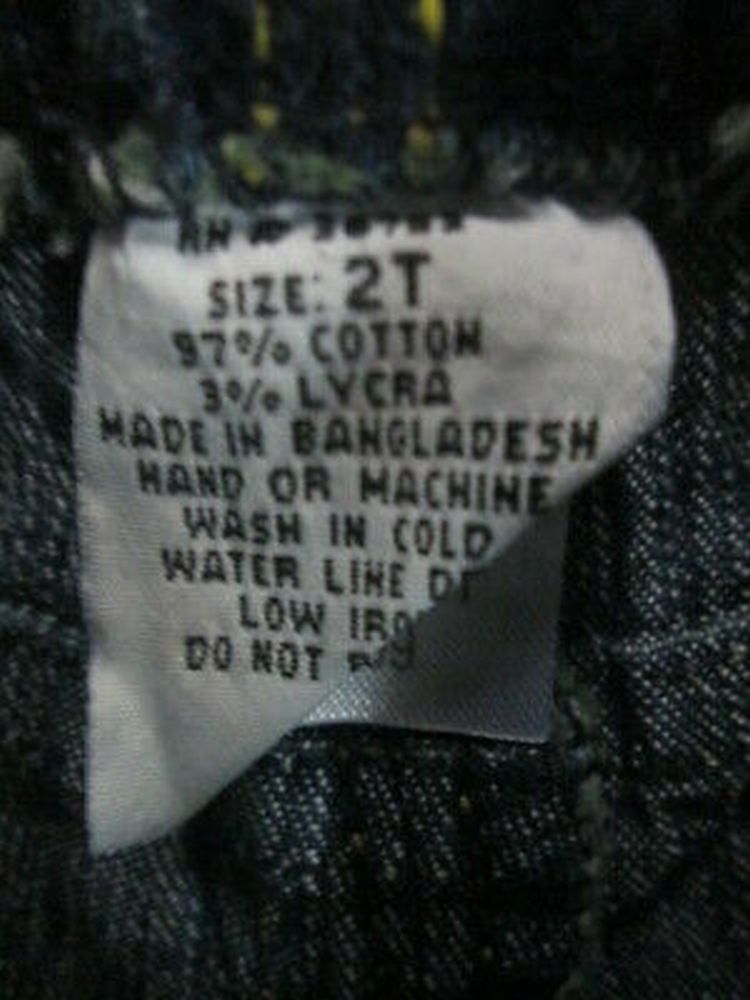 SIZE: 2T
97% COTTON
3% LYCRA
MADE IN BANGLADESH
HAND OR MACHINE
WASH IN COLD
WATER LINE
LOW
DO NOT